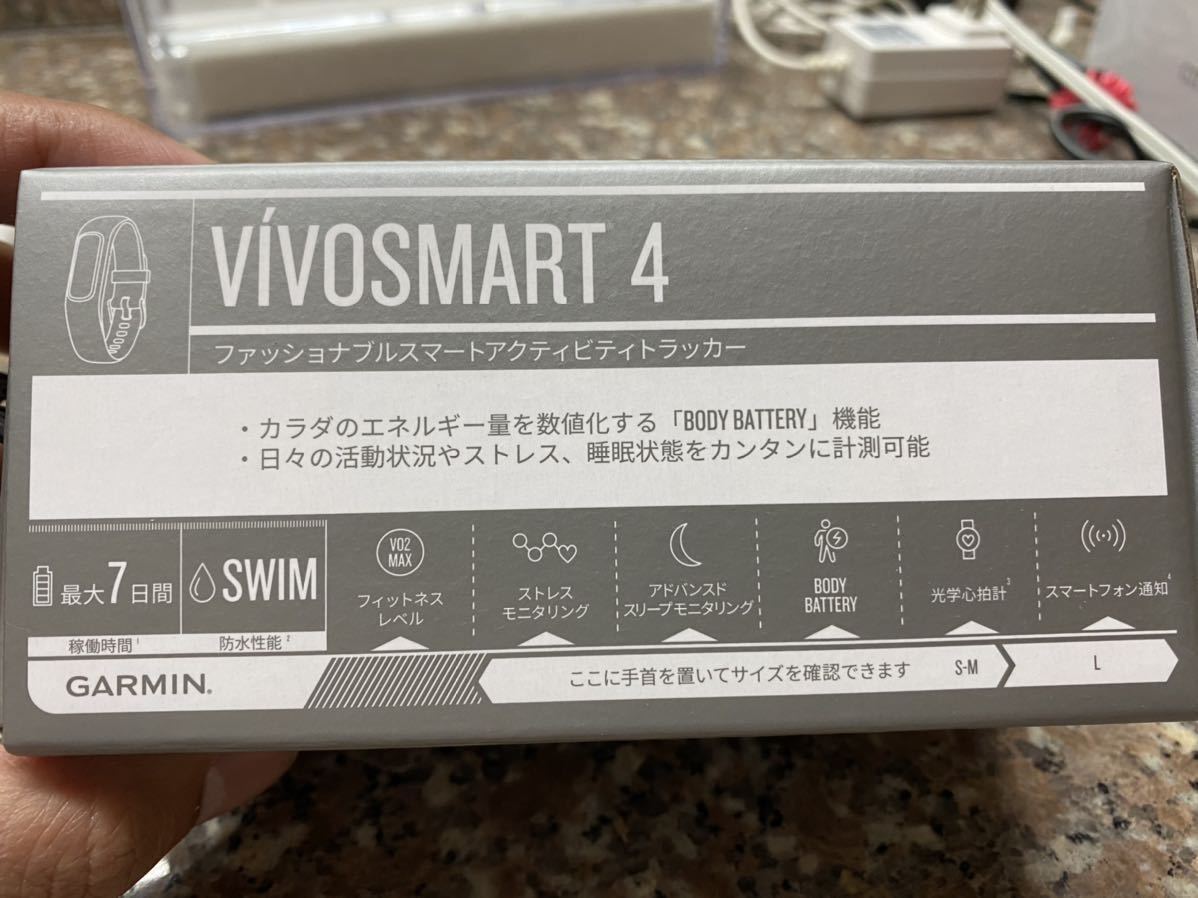 VÍVOSMART 4
ファッショナブルスマートアクティビティトラッカー
・カラダのエネルギー量を数値化する「BODY BATTERY」機能
・日々の活動状況やストレス、睡眠状態をカンタンに計測可能
最大7日間
稼働時間1
SWIM
防水性能2
VO2
MAX
フィットネス
レベル
ストレス
モニタリング
アドバンスド
スリープモニタリング
BODY
BATTERY
光学心拍計3
スマートフォン通知4
GARMIN.
ここに手首を置いてサイズを確認できます
S-M
L